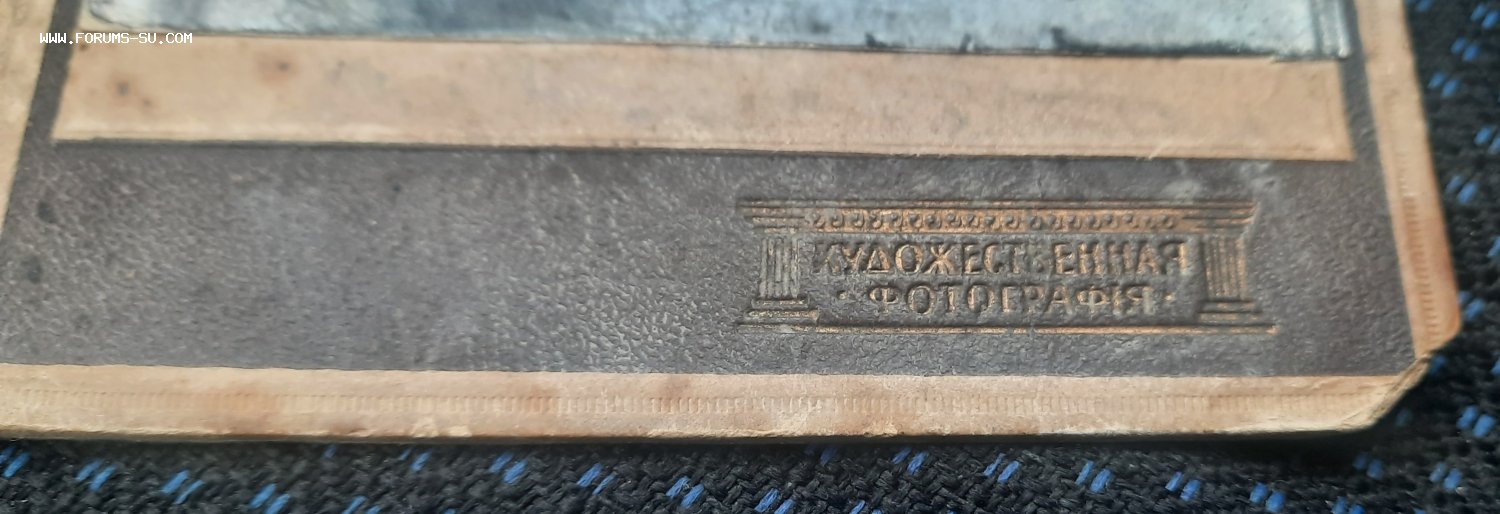 WWW.FORUMS-SU.COM
ХУДОЖЕСТВЕННАЯ
· ФОТОГРАФІЯ ·